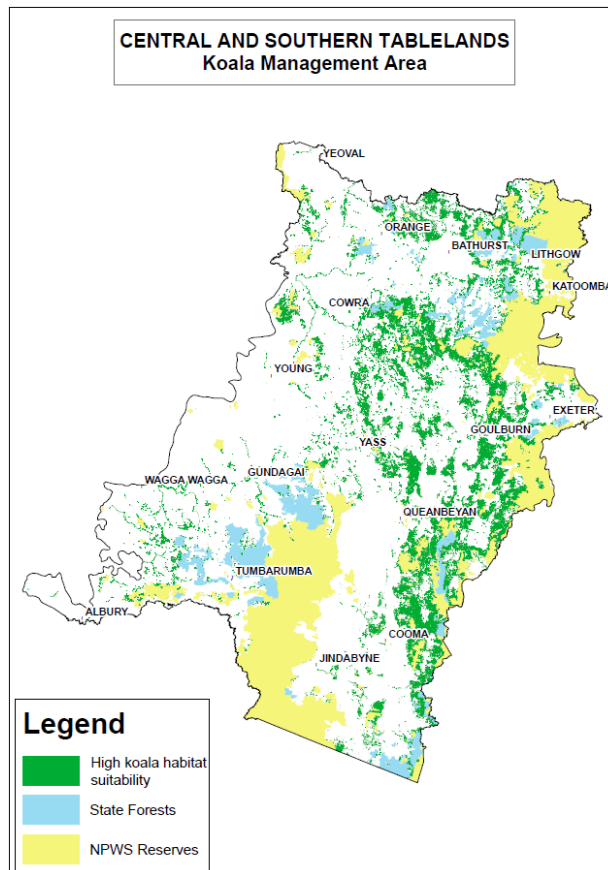 CENTRAL AND SOUTHERN TABLELANDS
Koala Management Area
YEOVAL
ORANGE
BATHURST
LITHGOW
KATOOMBA
COWRA
YOUNG
EXETER
GOULBURN
YASS
GUNDAGAI
WAGGA WAGGA
QUEANBEYAN
TUMBARUMBA
ALBURY
COOMA
JINDABYNE
Legend
High koala habitat
suitability
State Forests
NPWS Reserves